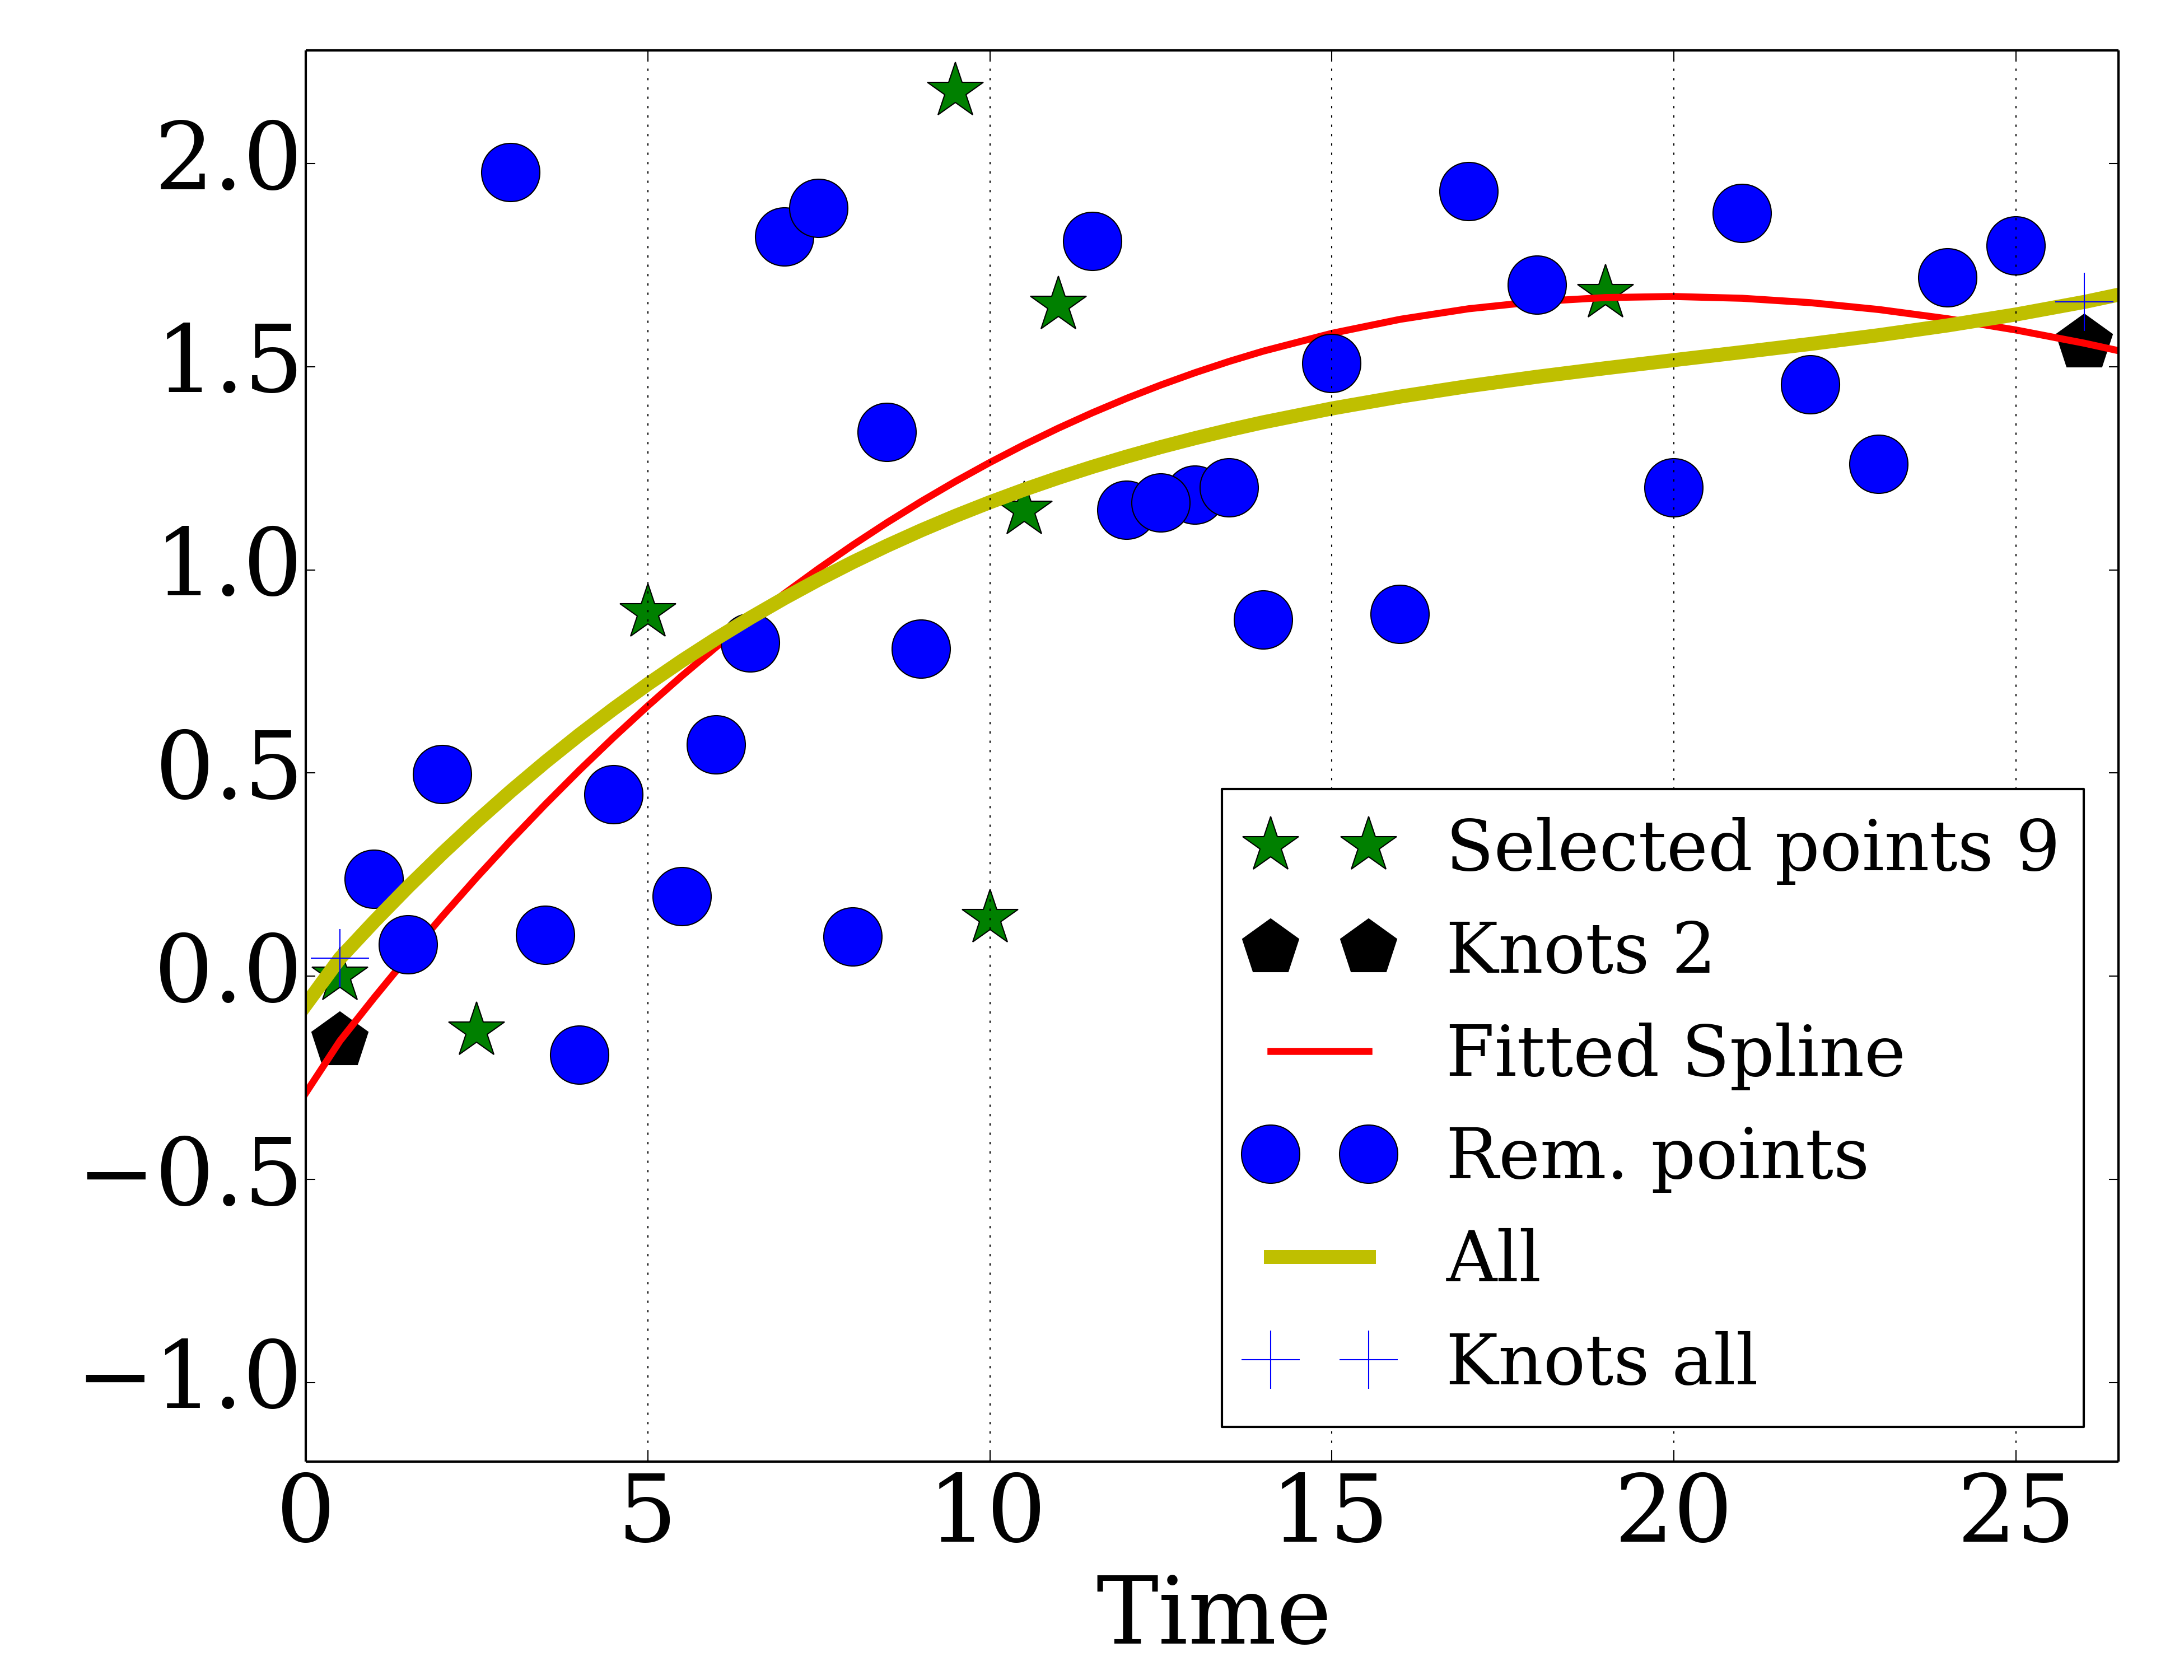 2.0
1.5
1.0
0.5
0.0
−0.5
−1.0
0 5 10 15 20 25
Time
Selected points 9
Knots 2
Fitted Spline
Rem. points
All
Knots all